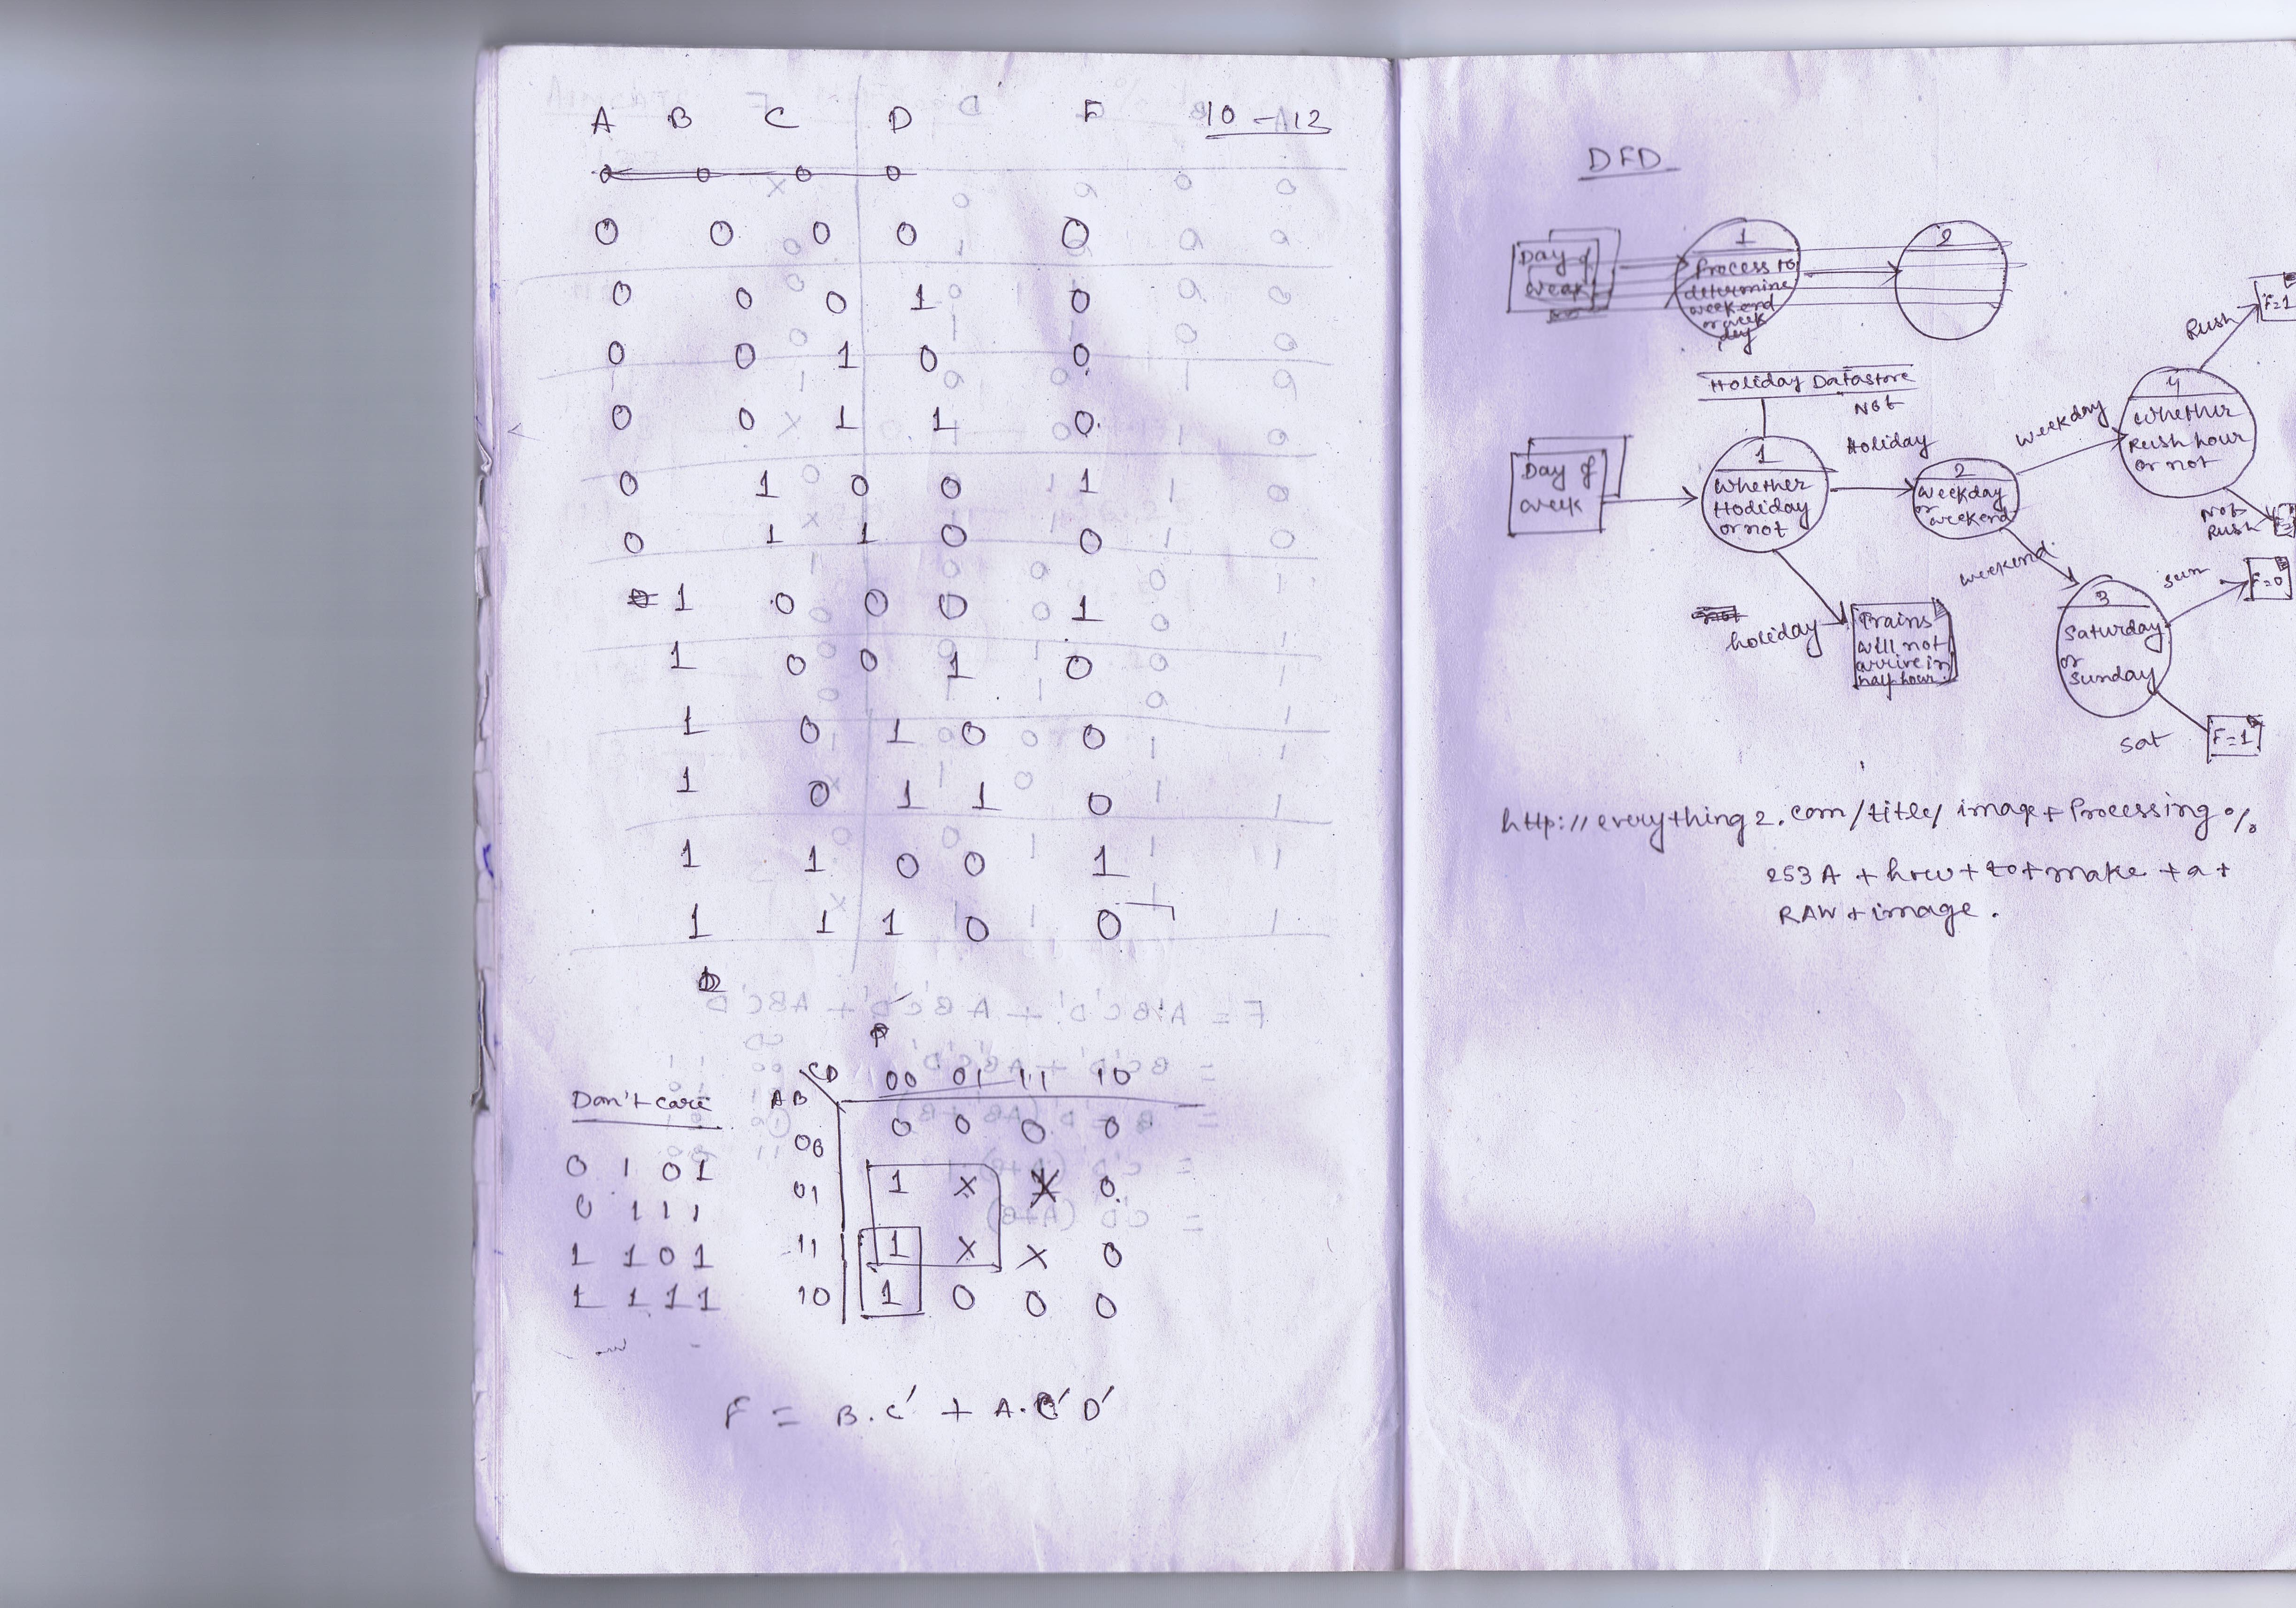 A B C D F 10 - 12
0 0 0 0
0 0 0 0 0
0 0 0 1 0
0 0 1 0 0
0 0 1 1 0
0 1 0 0 1
0 1 1 0 0
1 0 0 0 1
1 0 0 1 0
1 0 1 0 0
1 0 1 1 0
1 1 0 0 1
1 1 1 0 0
Don't care
0 1 0 1
0 1 1 1
1 1 0 1
1 1 1 1
CD 00 01 11 10
AB
00 0 0 0 0
01 1 x x 0
11 1 x x 0
10 1 0 0 0
F = B.C' + A.C'D'
DFD
Day of
week
1
Process to
determine
weekend
or week
day
2
Holiday Datastore
Day of
week
1
whether
Hodiday
or not
Not
Holiday
2
weekday
or
weekend
weekday
4
whether
Rush hour
or not
Rush
F=1
Not
Rush
holiday
Trains
will not
arrive in
half hour.
weekend
3
Saturday
or
Sunday
sun
F=0
sat
F=1
http://everything2.com/title/image+Processing%
253A+how+to+make+a+
RAW+image.